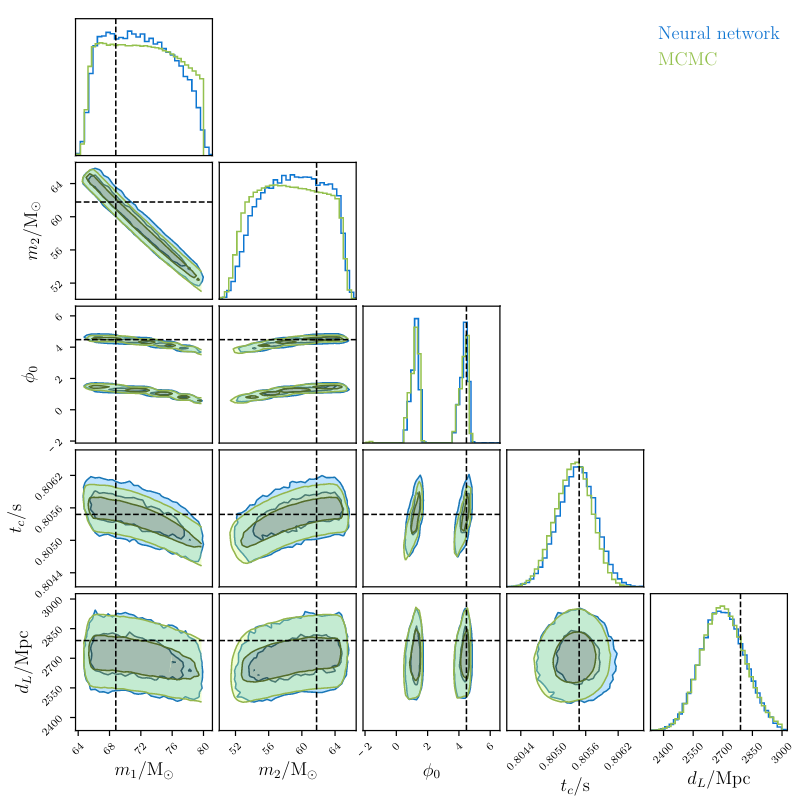 Neural network
MCMC
m₂/M⊙
64
60
56
52
ϕ₀
6
4
2
0
−2
t_c/s
0.8062
0.8056
0.8050
0.8044
d_L/Mpc
3000
2850
2700
2550
2400
64 68 72 76 80
m₁/M⊙
52 56 60 64
m₂/M⊙
−2 0 2 4 6
ϕ₀
0.8044 0.8050 0.8056 0.8062
t_c/s
2400 2550 2700 2850 3000
d_L/Mpc